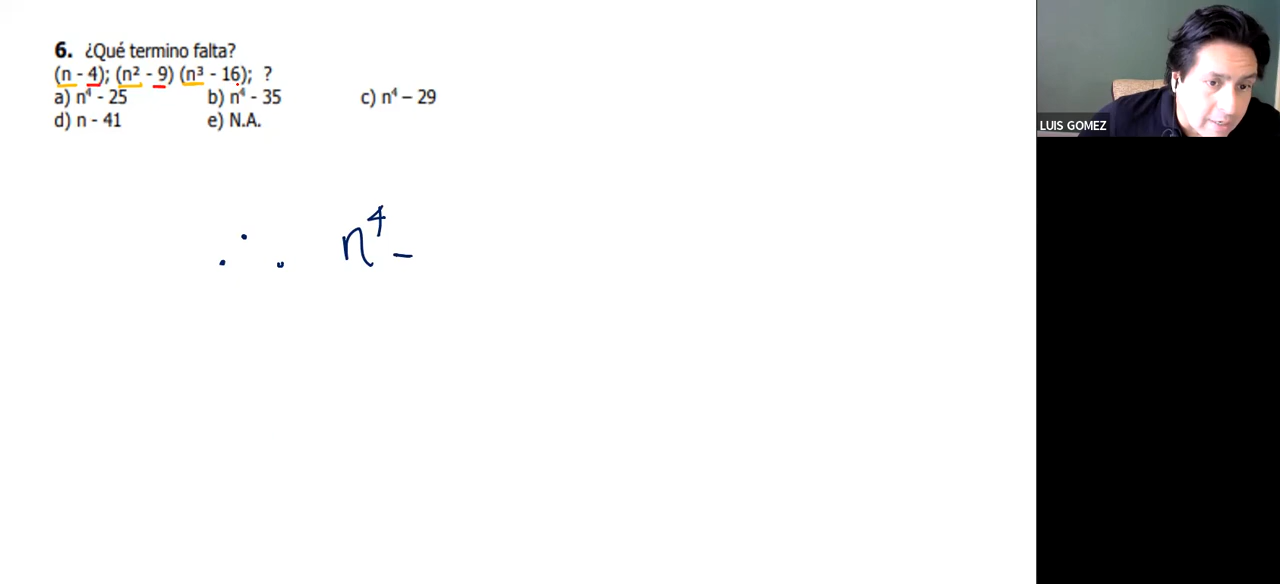 6. ¿Qué termino falta?
(n - 4); (n² - 9) (n³ - 16); ?
a) n⁴ - 25 b) n⁴ - 35 c) n⁴ – 29
d) n - 41 e) N.A.
∴ n⁴ -
LUIS GOMEZ